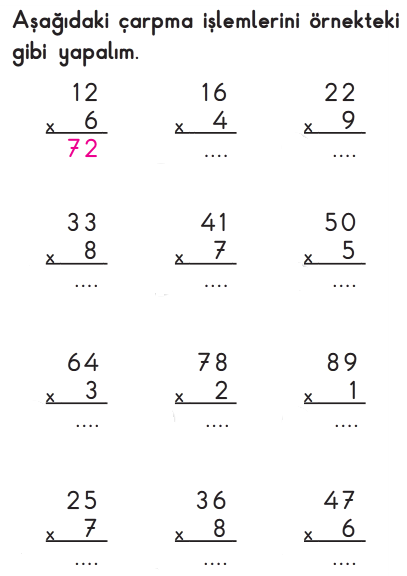 Aşağıdaki çarpma işlemlerini örnekteki
gibi yapalım.
12 16 22
x 6 x 4 x 9
72 .... ....
33 41 50
x 8 x 7 x 5
.... .... ....
64 78 89
x 3 x 2 x 1
.... .... ....
25 36 47
x 7 x 8 x 6
.... .... ....